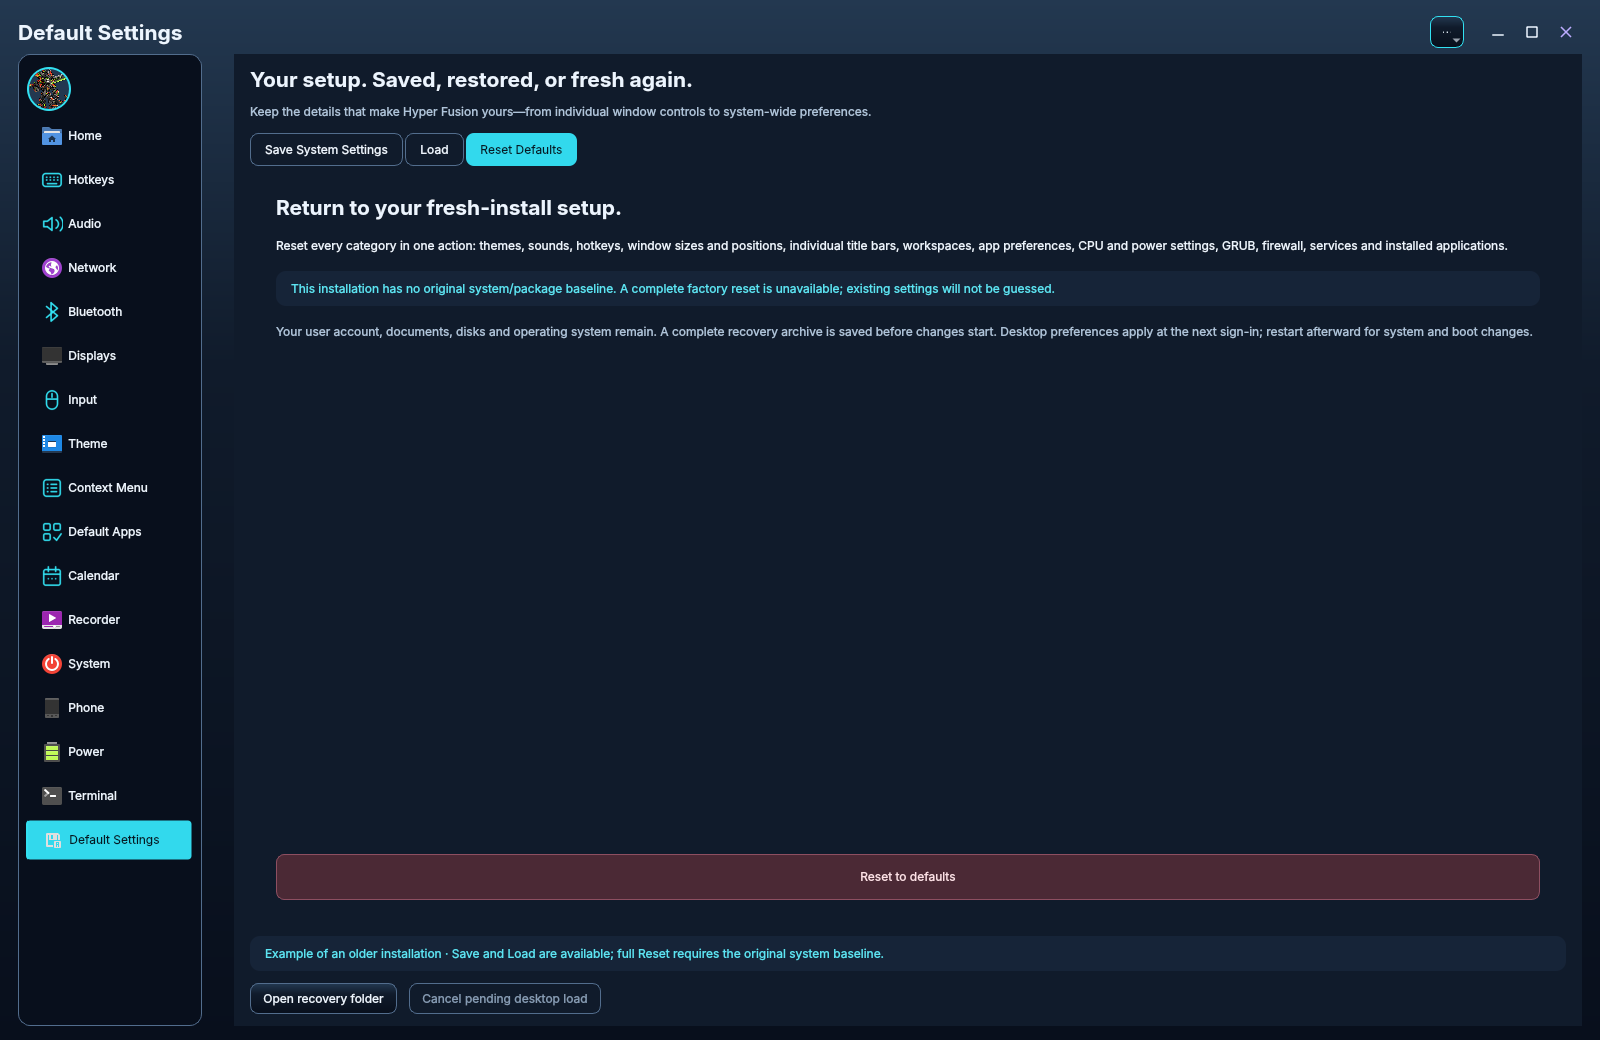 Default Settings
...
Home
Hotkeys
Audio
Network
Bluetooth
Displays
Input
Theme
Context Menu
Default Apps
Calendar
Recorder
System
Phone
Power
Terminal
Default Settings
Your setup. Saved, restored, or fresh again.
Keep the details that make Hyper Fusion yours—from individual window controls to system-wide preferences.
Save System Settings
Load
Reset Defaults
Return to your fresh-install setup.
Reset every category in one action: themes, sounds, hotkeys, window sizes and positions, individual title bars, workspaces, app preferences, CPU and power settings, GRUB, firewall, services and installed applications.
This installation has no original system/package baseline. A complete factory reset is unavailable; existing settings will not be guessed.
Your user account, documents, disks and operating system remain. A complete recovery archive is saved before changes start. Desktop preferences apply at the next sign-in; restart afterward for system and boot changes.
Reset to defaults
Example of an older installation · Save and Load are available; full Reset requires the original system baseline.
Open recovery folder
Cancel pending desktop load